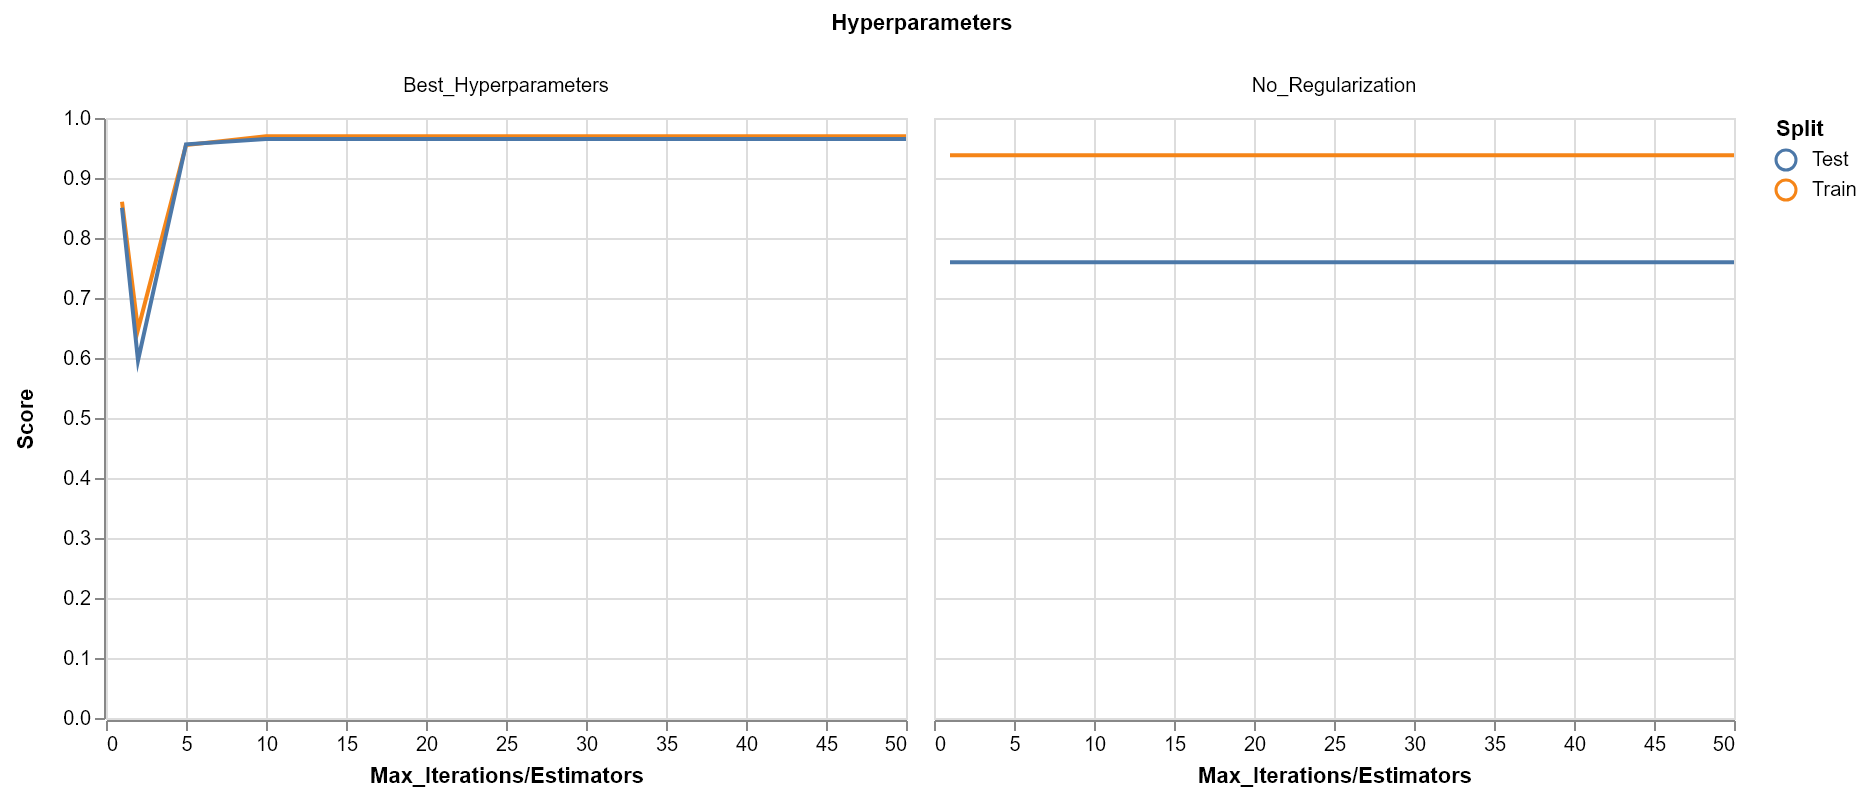 Hyperparameters
Best_Hyperparameters
No_Regularization
Score
1.0
0.9
0.8
0.7
0.6
0.5
0.4
0.3
0.2
0.1
0.0
0 5 10 15 20 25 30 35 40 45 50
Max_Iterations/Estimators
0 5 10 15 20 25 30 35 40 45 50
Max_Iterations/Estimators
Split
Test
Train